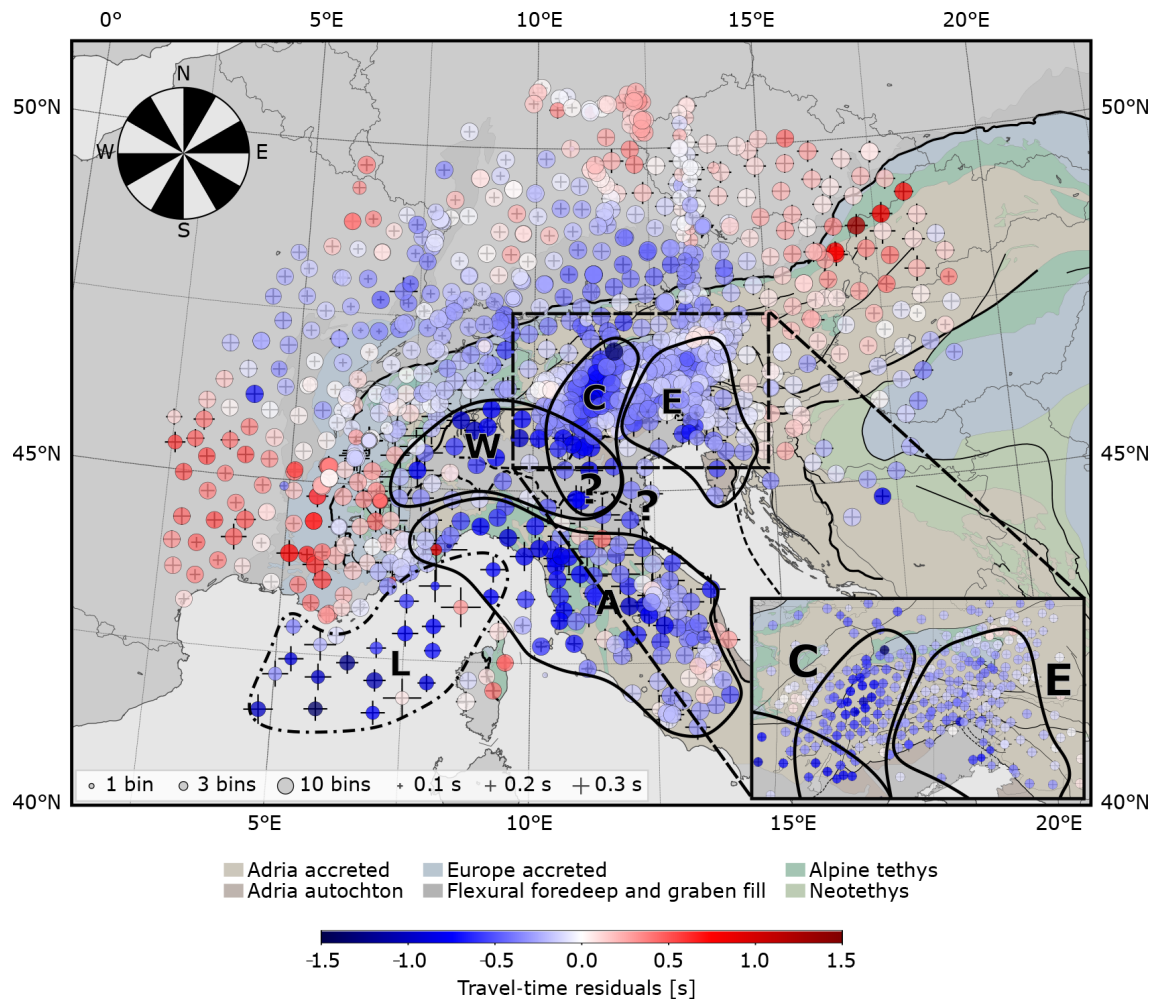 0° 5°E 10°E 15°E 20°E
N
50°N 50°N
W E
S
C E
W
45°N 45°N
?
?
A
C E
L
1 bin 3 bins 10 bins 0.1 s 0.2 s 0.3 s
40°N 40°N
5°E 10°E 15°E 20°E
Adria accreted Europe accreted Alpine tethys
Adria autochton Flexural foredeep and graben fill Neotethys
-1.5 -1.0 -0.5 0.0 0.5 1.0 1.5
Travel-time residuals [s]